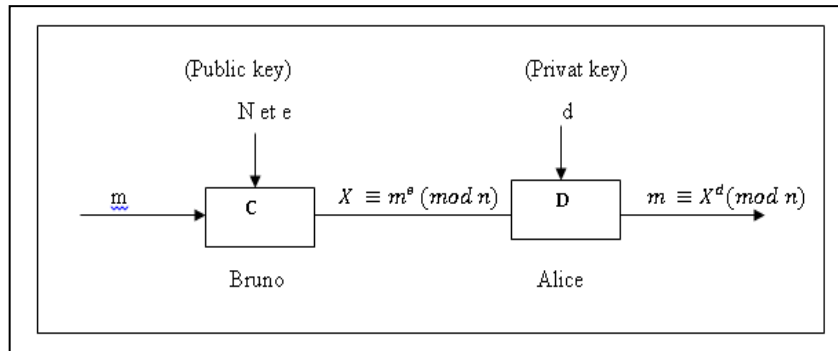 (Public key) (Privat key)
N et e d
m C X ≡ m^e (mod n) D m ≡ X^d (mod n)
Bruno Alice